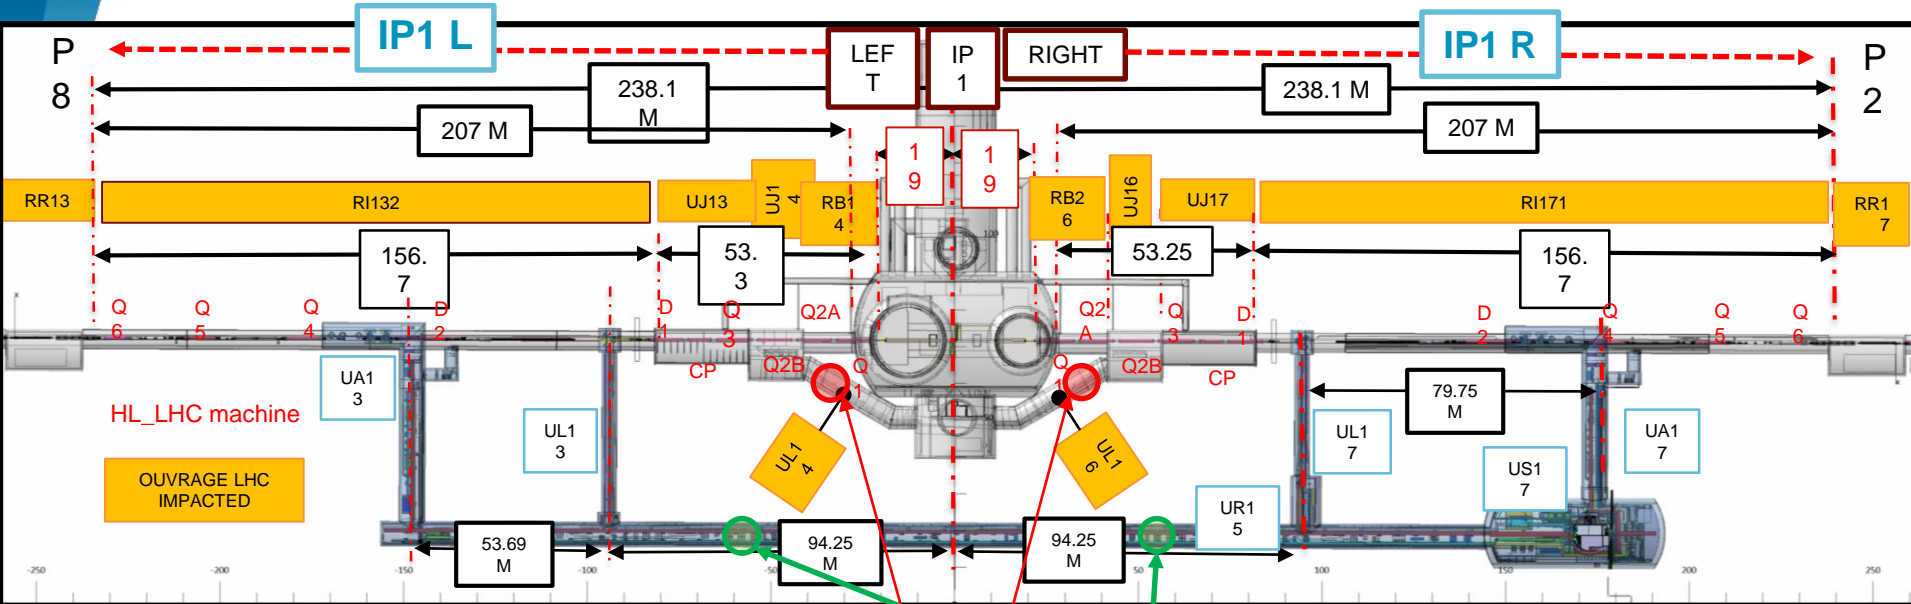 P
8
IP1 L
LEF
T
IP
1
RIGHT
IP1 R
P
2
238.1
M
238.1 M
207 M
207 M
1
9
1
9
RR13
RI132
UJ13
UJ1
4
RB1
4
RB2
6
UJ16
UJ17
RI171
RR1
7
156.
7
53.
3
53.25
156.
7
Q
6
Q
5
Q
4
D
2
D
1
Q
3
Q2A
Q2
A
Q
3
D
1
D
2
Q
4
Q
5
Q
6
CP
Q2B
Q
1
Q
1
Q2B
CP
UA1
3
79.75
M
HL_LHC machine
UL1
3
UL1
4
UL1
6
UL1
7
UA1
7
OUVRAGE LHC
IMPACTED
US1
7
UR1
5
53.69
M
94.25
M
94.25
M
-250
-200
-150
-100
-50
50
100
150
200
250